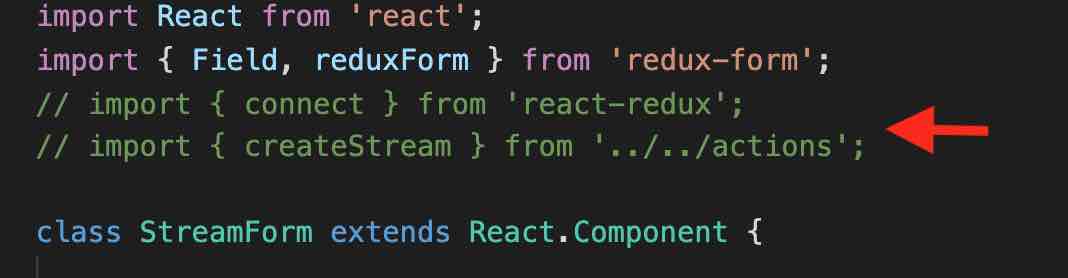 import React from 'react';
import { Field, reduxForm } from 'redux-form';
// import { connect } from 'react-redux';
// import { createStream } from '../../actions';
class StreamForm extends React.Component {